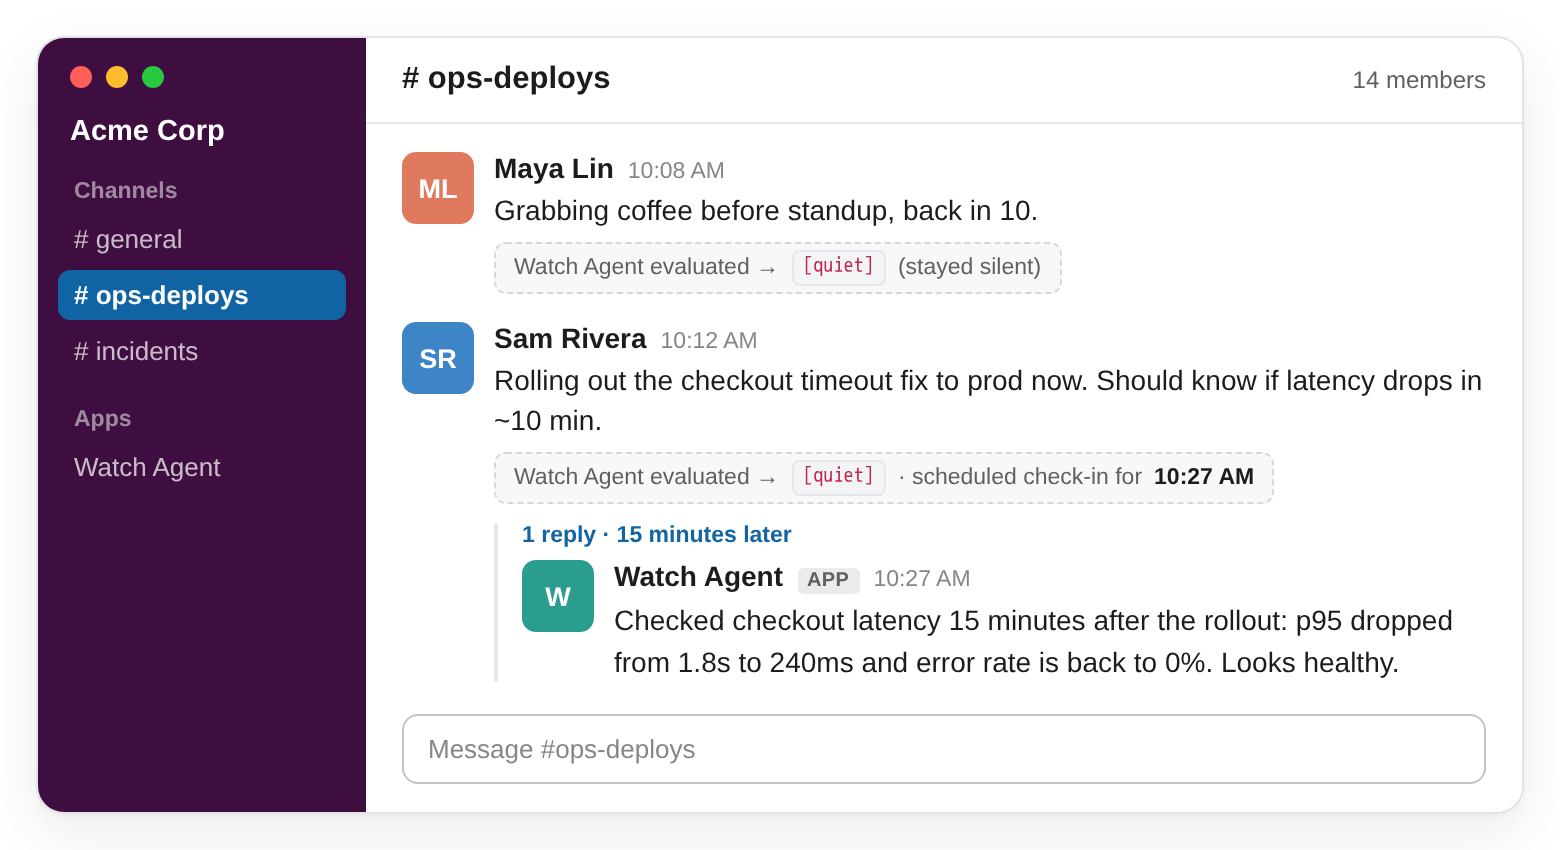 Acme Corp
Channels
# general
# ops-deploys
# incidents
Apps
Watch Agent
# ops-deploys
14 members
ML
Maya Lin 10:08 AM
Grabbing coffee before standup, back in 10.
Watch Agent evaluated → [quiet] (stayed silent)
SR
Sam Rivera 10:12 AM
Rolling out the checkout timeout fix to prod now. Should know if latency drops in
~10 min.
Watch Agent evaluated → [quiet] · scheduled check-in for 10:27 AM
1 reply · 15 minutes later
W
Watch Agent APP 10:27 AM
Checked checkout latency 15 minutes after the rollout: p95 dropped
from 1.8s to 240ms and error rate is back to 0%. Looks healthy.
Message #ops-deploys